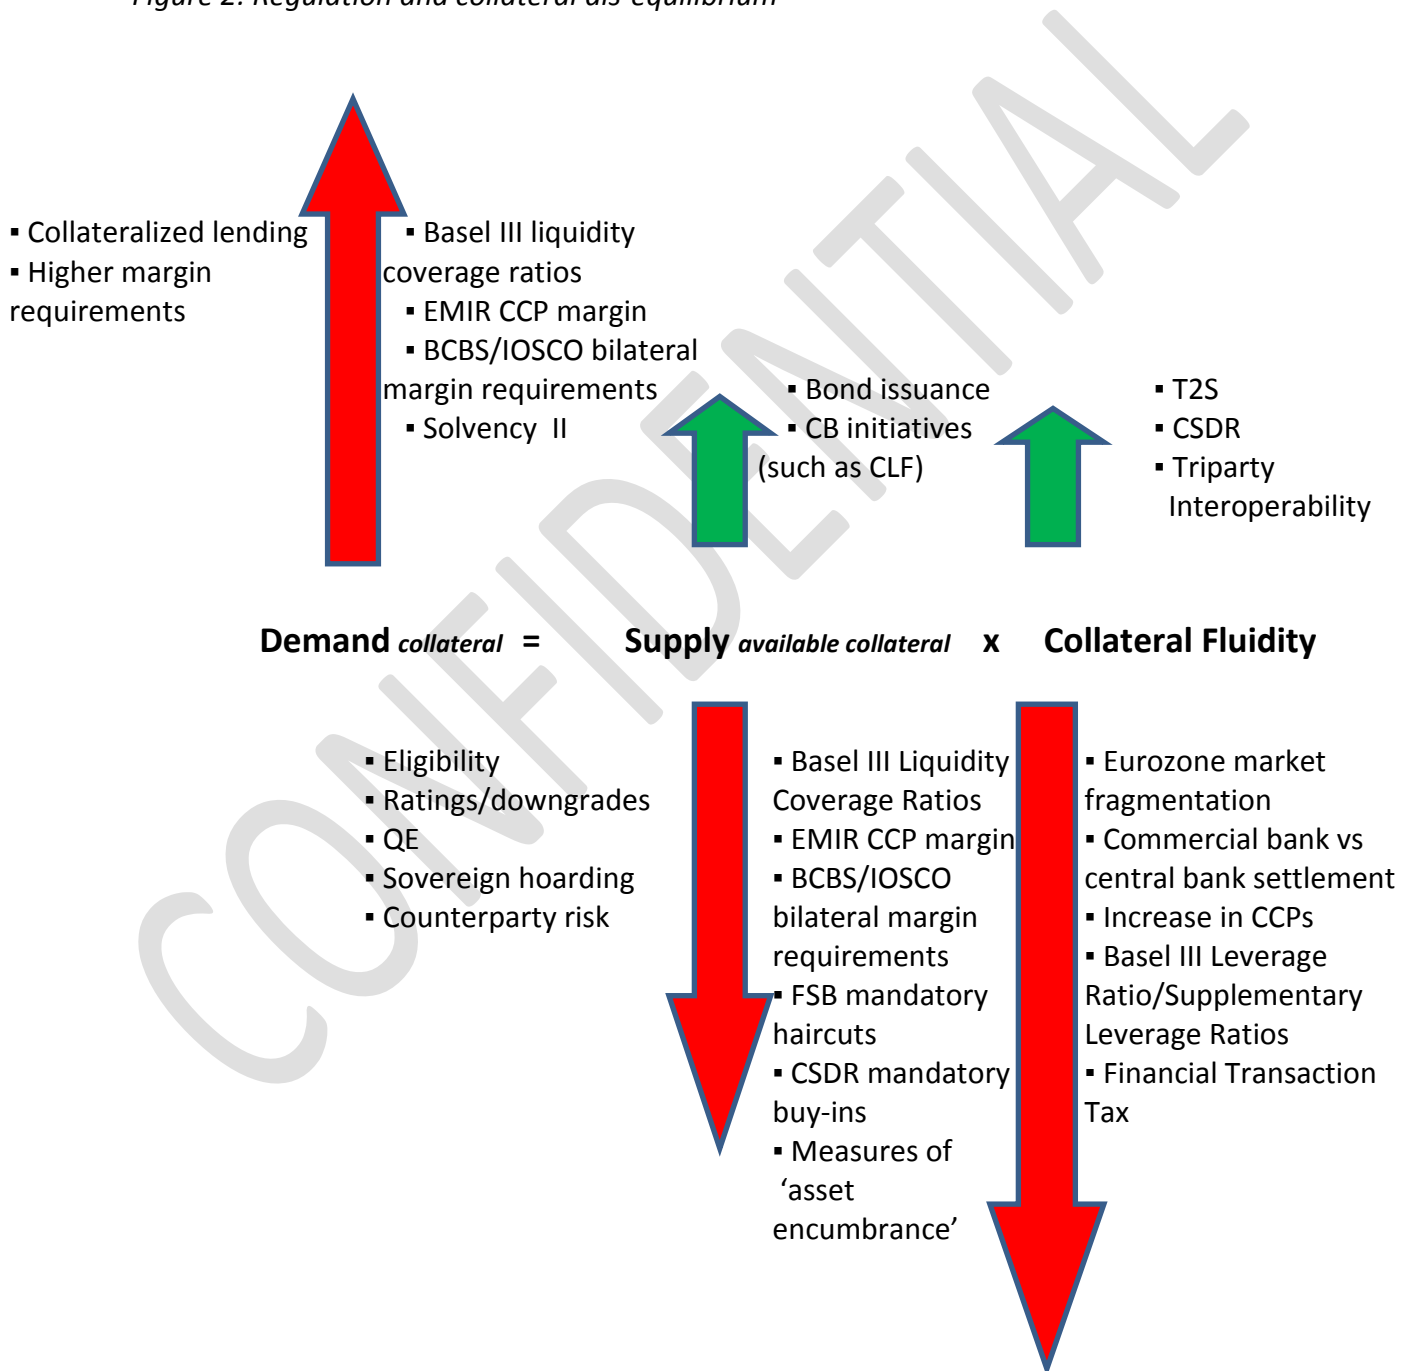 Figure 2: Regulation and collateral dis-equilibrium
▪ Collateralized lending
▪ Higher margin
requirements
▪ Basel III liquidity
coverage ratios
▪ EMIR CCP margin
▪ BCBS/IOSCO bilateral
margin requirements
▪ Solvency II
▪ Bond issuance
▪ CB initiatives
(such as CLF)
▪ T2S
▪ CSDR
▪ Triparty
Interoperability
Demand collateral = Supply available collateral x Collateral Fluidity
▪ Eligibility
▪ Ratings/downgrades
▪ QE
▪ Sovereign hoarding
▪ Counterparty risk
▪ Basel III Liquidity
Coverage Ratios
▪ EMIR CCP margin
▪ BCBS/IOSCO
bilateral margin
requirements
▪ FSB mandatory
haircuts
▪ CSDR mandatory
buy-ins
▪ Measures of
‘asset
encumbrance’
▪ Eurozone market
fragmentation
▪ Commercial bank vs
central bank settlement
▪ Increase in CCPs
▪ Basel III Leverage
Ratio/Supplementary
Leverage Ratios
▪ Financial Transaction
Tax
CONFIDENTIAL